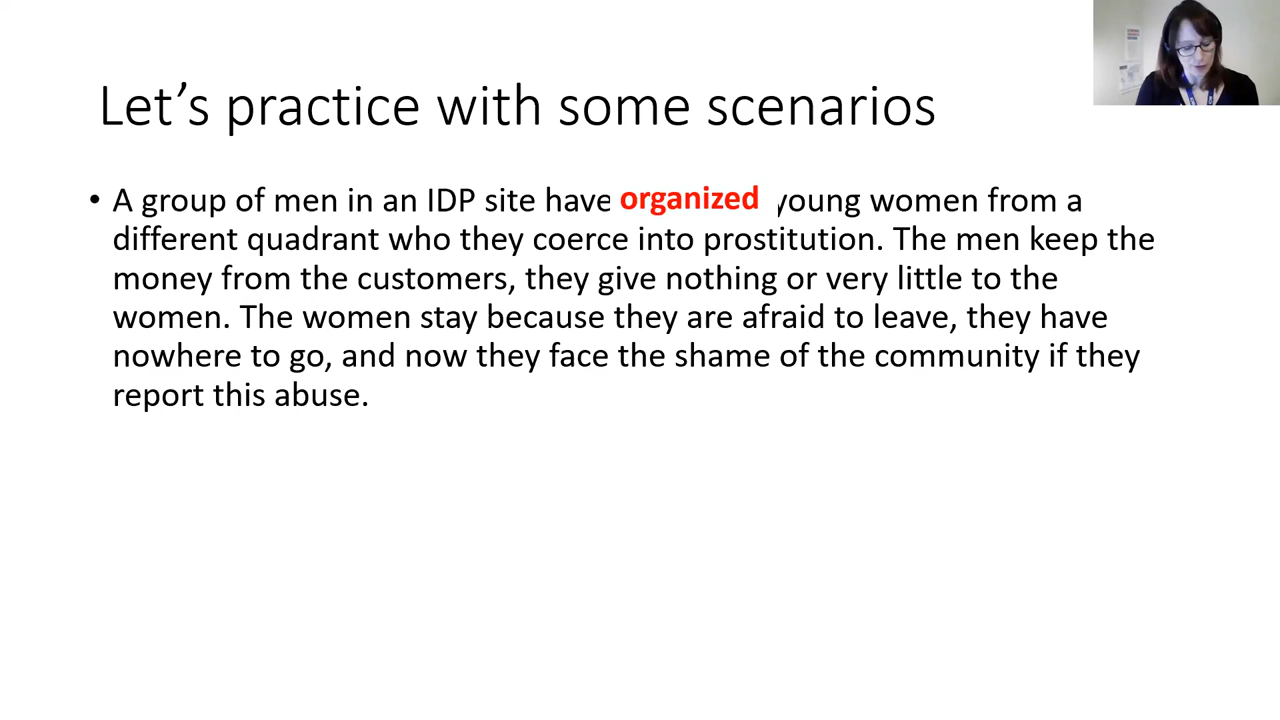 Let's practice with some scenarios
• A group of men in an IDP site have organized young women from a
different quadrant who they coerce into prostitution. The men keep the
money from the customers, they give nothing or very little to the
women. The women stay because they are afraid to leave, they have
nowhere to go, and now they face the shame of the community if they
report this abuse.